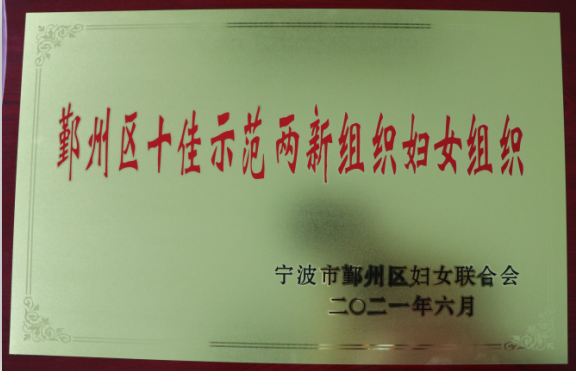 鄞州区十佳示范两新组织妇女组织
宁波市鄞州区妇女联合会
二〇二一年六月